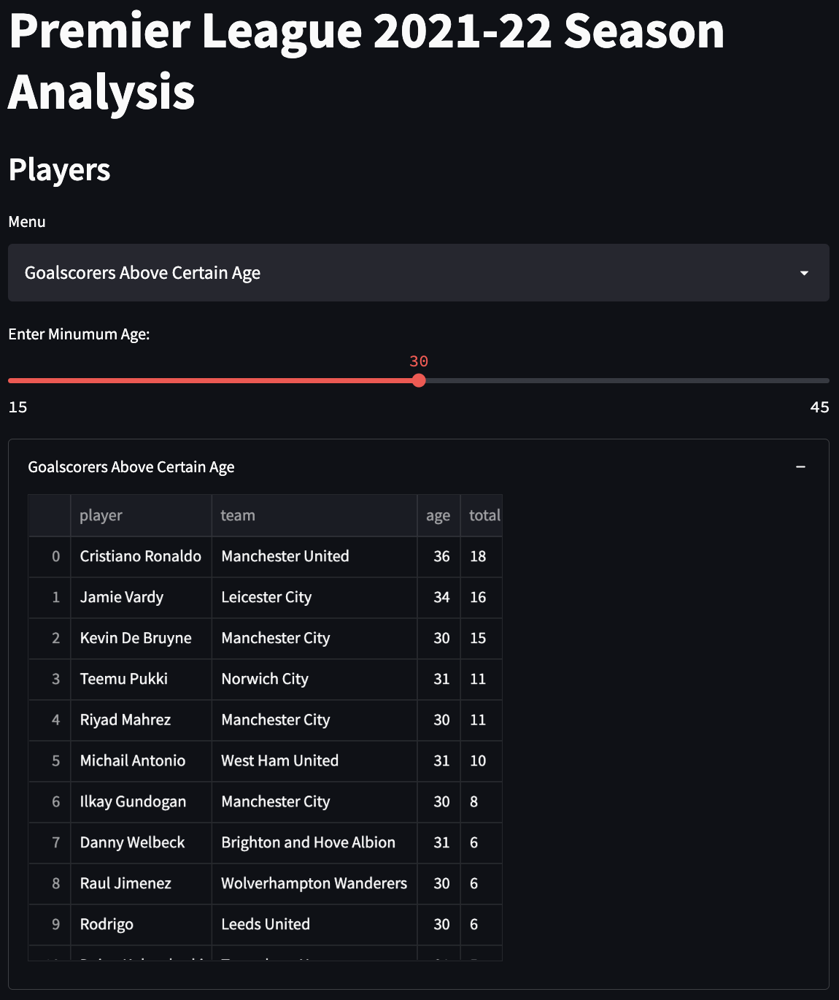 Premier League 2021-22 Season
Analysis
Players
Menu
Goalscorers Above Certain Age
Enter Minumum Age:
30
15 45
Goalscorers Above Certain Age
player team age total
0 Cristiano Ronaldo Manchester United 36 18
1 Jamie Vardy Leicester City 34 16
2 Kevin De Bruyne Manchester City 30 15
3 Teemu Pukki Norwich City 31 11
4 Riyad Mahrez Manchester City 30 11
5 Michail Antonio West Ham United 31 10
6 Ilkay Gundogan Manchester City 30 8
7 Danny Welbeck Brighton and Hove Albion 31 6
8 Raul Jimenez Wolverhampton Wanderers 30 6
9 Rodrigo Leeds United 30 6